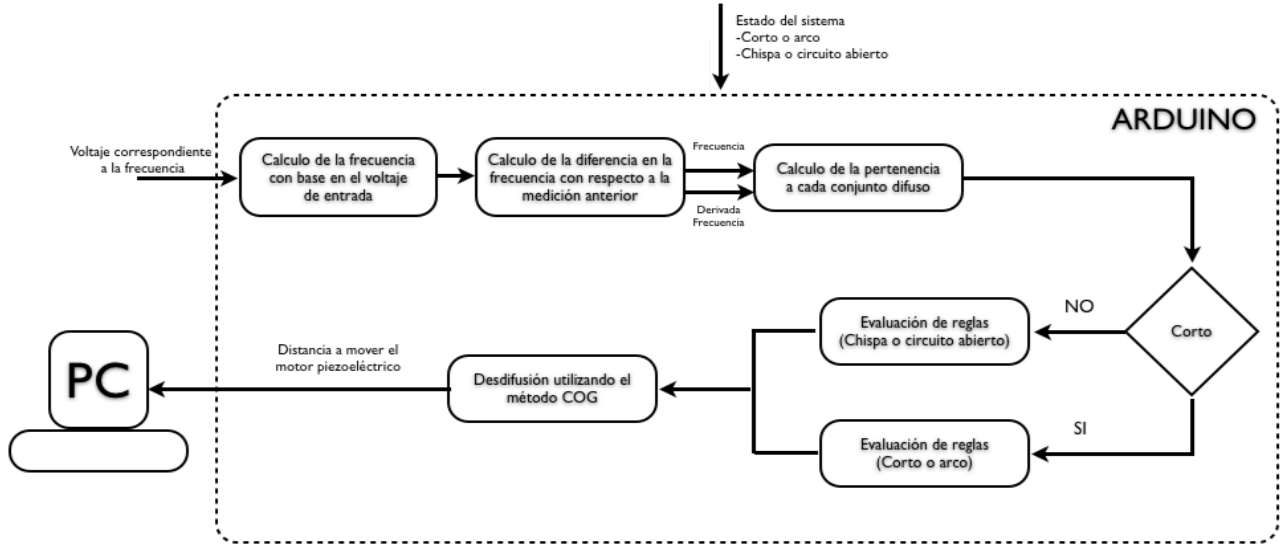 Estado del sistema
-Corto o arco
-Chispa o circuito abierto
ARDUINO
Voltaje correspondiente
a la frecuencia
Calculo de la frecuencia
con base en el voltaje
de entrada
Calculo de la diferencia en la
frecuencia con respecto a la
medición anterior
Frecuencia
Derivada
Frecuencia
Calculo de la pertenencia
a cada conjunto difuso
Corto
NO
Evaluación de reglas
(Chispa o circuito abierto)
SI
Evaluación de reglas
(Corto o arco)
Desdifusión utilizando el
método COG
Distancia a mover el
motor piezoeléctrico
PC